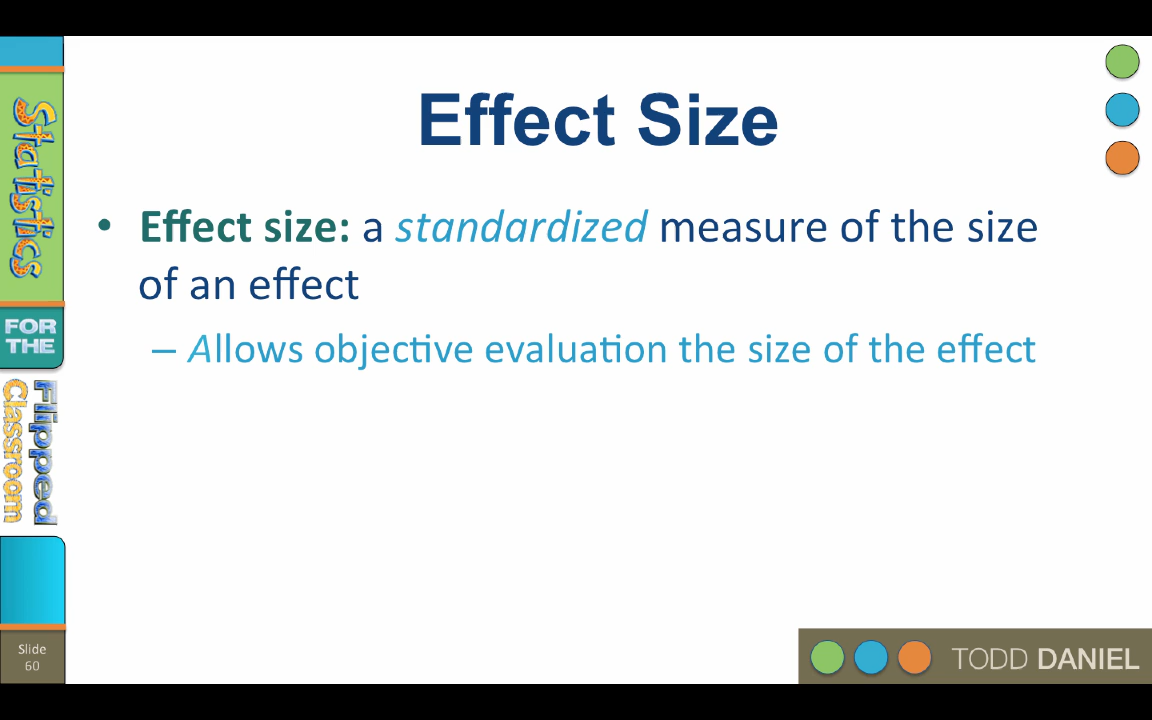 Effect Size
• Effect size: a standardized measure of the size
of an effect
– Allows objective evaluation the size of the effect
Statistics
FOR
THE
Flipped
Classroom
Slide
60
TODD DANIEL